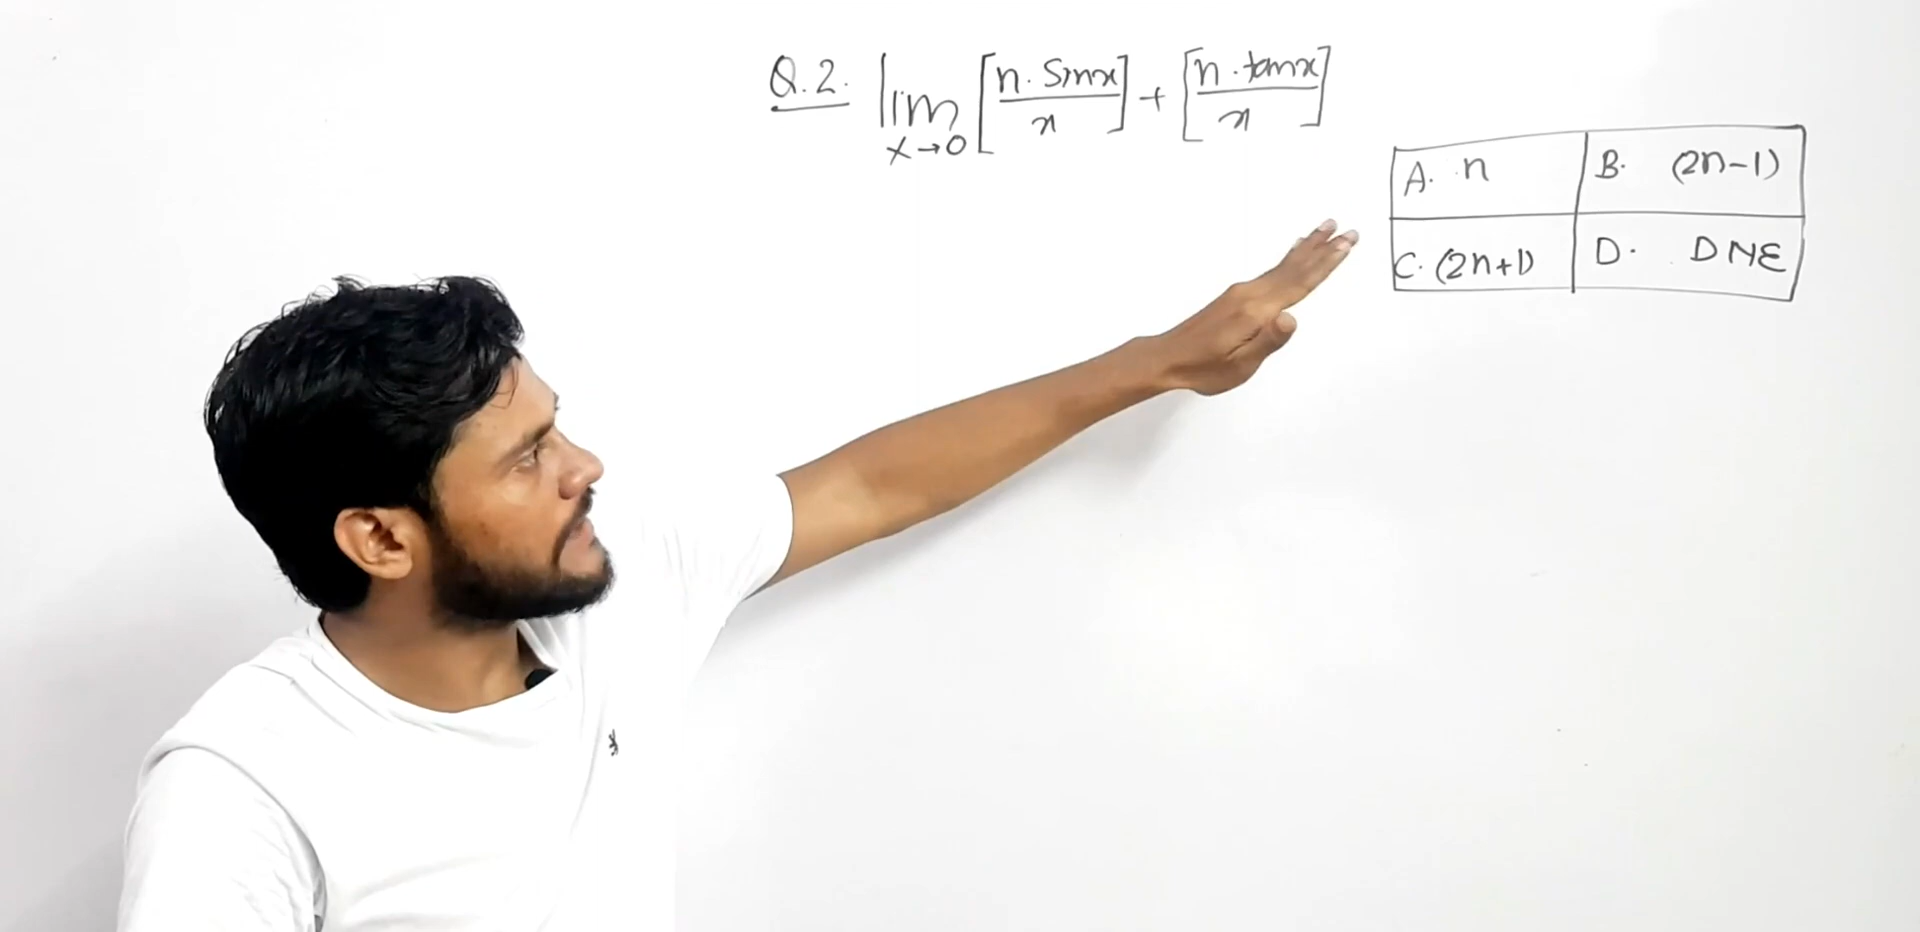 Q.2. lim x→0 [n. sinx / x] + [n. tanx / x]
A. n
B. (2n-1)
C. (2n+1)
D. DNE